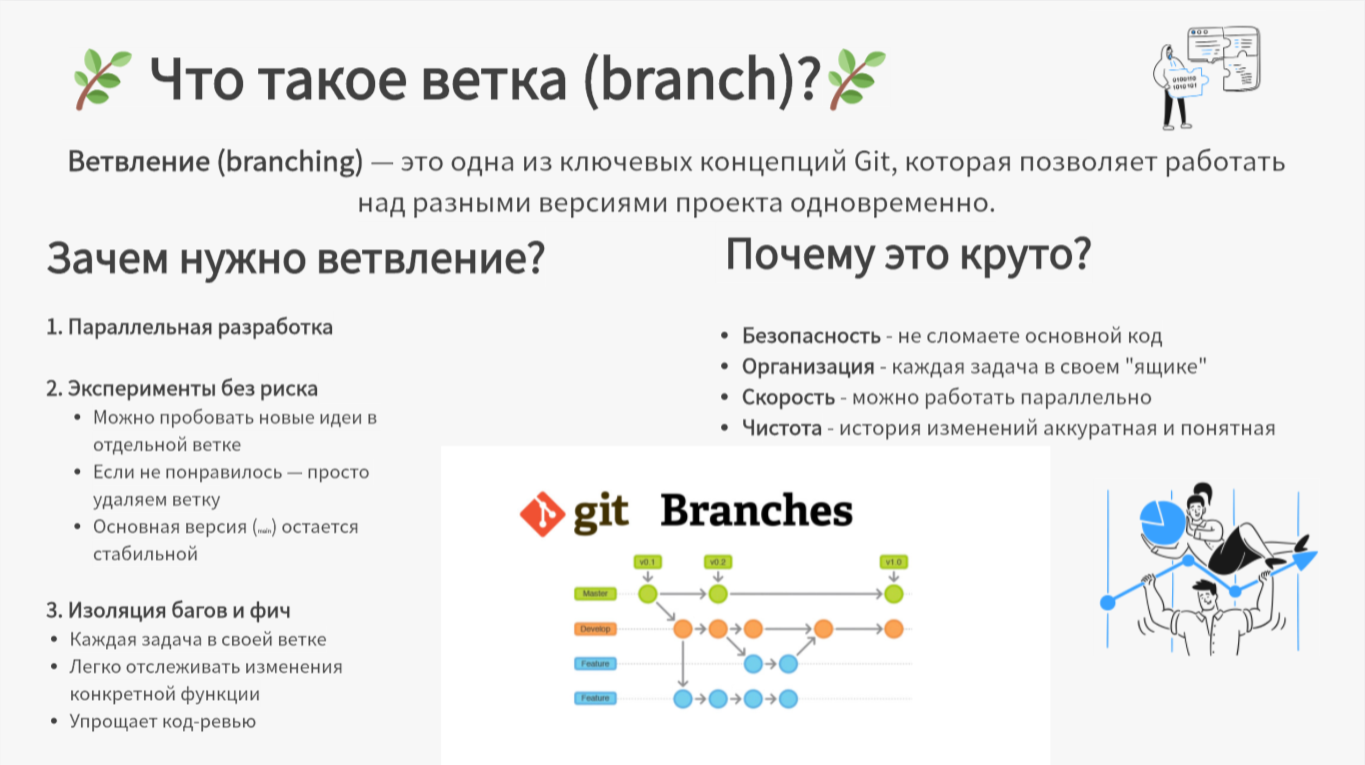 Что такое ветка (branch)?
0100110
1010101
Ветвление (branching) — это одна из ключевых концепций Git, которая позволяет работать
над разными версиями проекта одновременно.
Зачем нужно ветвление?
1. Параллельная разработка
2. Эксперименты без риска
• Можно пробовать новые идеи в
отдельной ветке
• Если не понравилось — просто
удаляем ветку
• Основная версия (main) остается
стабильной
3. Изоляция багов и фич
• Каждая задача в своей ветке
• Легко отслеживать изменения
конкретной функции
• Упрощает код-ревью
Почему это круто?
• Безопасность - не сломаете основной код
• Организация - каждая задача в своем "ящике"
• Скорость - можно работать параллельно
• Чистота - история изменений аккуратная и понятная
git Branches
v0.1 v0.2 v1.0
Master
Develop
Feature
Feature